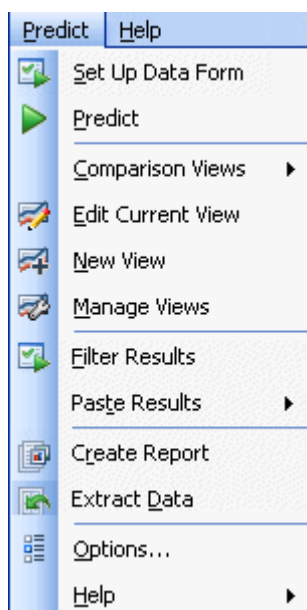 Predict Help
Set Up Data Form
Predict
Comparison Views
Edit Current View
New View
Manage Views
Filter Results
Paste Results
Create Report
Extract Data
Options...
Help